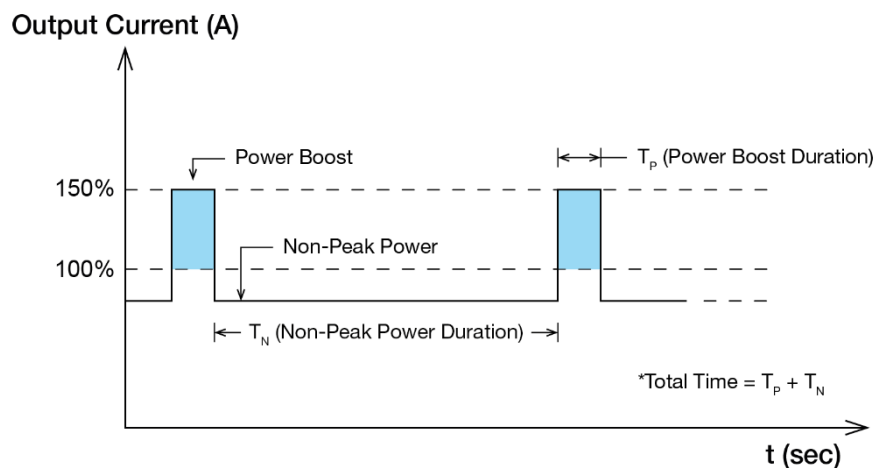 Output Current (A)
Power Boost
T_P (Power Boost Duration)
150%
Non-Peak Power
100%
T_N (Non-Peak Power Duration)
*Total Time = T_P + T_N
t (sec)